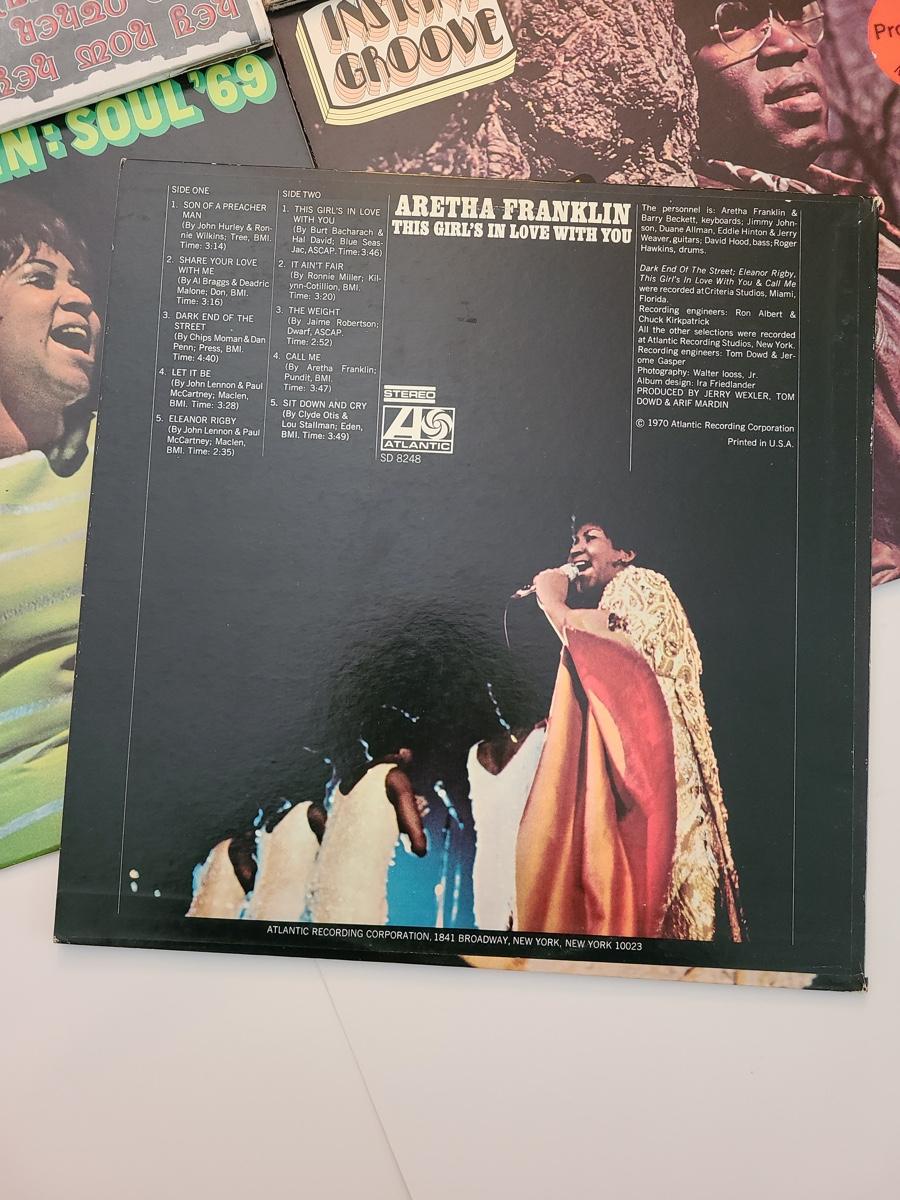 INSTANT
GROOVE
Pro
IN: SOUL '69
SIDE ONE
1. SON OF A PREACHER
MAN
(By John Hurley & Ron-
nie Wilkins; Tree, BMI.
Time: 3:14)
2. SHARE YOUR LOVE
WITH ME
(By Al Braggs & Deadric
Malone; Don, BMI.
Time: 3:16)
3. DARK END OF THE
STREET
(By Chips Moman & Dan
Penn; Press, BMI.
Time: 4:40)
4. LET IT BE
(By John Lennon & Paul
McCartney; Maclen,
BMI. Time: 3:28)
5. ELEANOR RIGBY
(By John Lennon & Paul
McCartney; Maclen,
BMI. Time: 2:35)
SIDE TWO
1. THIS GIRL'S IN LOVE
WITH YOU
(By Burt Bacharach &
Hal David; Blue Seas-
Jac, ASCAP. Time: 3:46)
2. IT AIN'T FAIR
(By Ronnie Miller; Kil-
ynn-Cotillion, BMI.
Time: 3:20)
3. THE WEIGHT
(By Jaime Robertson;
Dwarf, ASCAP.
Time: 2:52)
4. CALL ME
(By Aretha Franklin;
Pundit, BMI.
Time: 3:47)
5. SIT DOWN AND CRY
(By Clyde Otis &
Lou Stallman; Eden,
BMI. Time: 3:49)
ARETHA FRANKLIN
THIS GIRL'S IN LOVE WITH YOU
STEREO
ATLANTIC
SD 8248
The personnel is: Aretha Franklin &
Barry Beckett, keyboards; Jimmy John-
son, Duane Allman, Eddie Hinton & Jerry
Weaver, guitars; David Hood, bass; Roger
Hawkins, drums.
Dark End Of The Street; Eleanor Rigby,
This Girl's In Love With You & Call Me
were recorded at Criteria Studios, Miami,
Florida.
Recording engineers: Ron Albert &
Chuck Kirkpatrick
All the other selections were recorded
at Atlantic Recording Studios, New York.
Recording engineers: Tom Dowd & Jer-
ome Gasper
Photography: Walter Iooss, Jr.
Album design: Ira Friedlander
PRODUCED BY JERRY WEXLER, TOM
DOWD & ARIF MARDIN
© 1970 Atlantic Recording Corporation
Printed in U.S.A.
ATLANTIC RECORDING CORPORATION, 1841 BROADWAY, NEW YORK, NEW YORK 10023